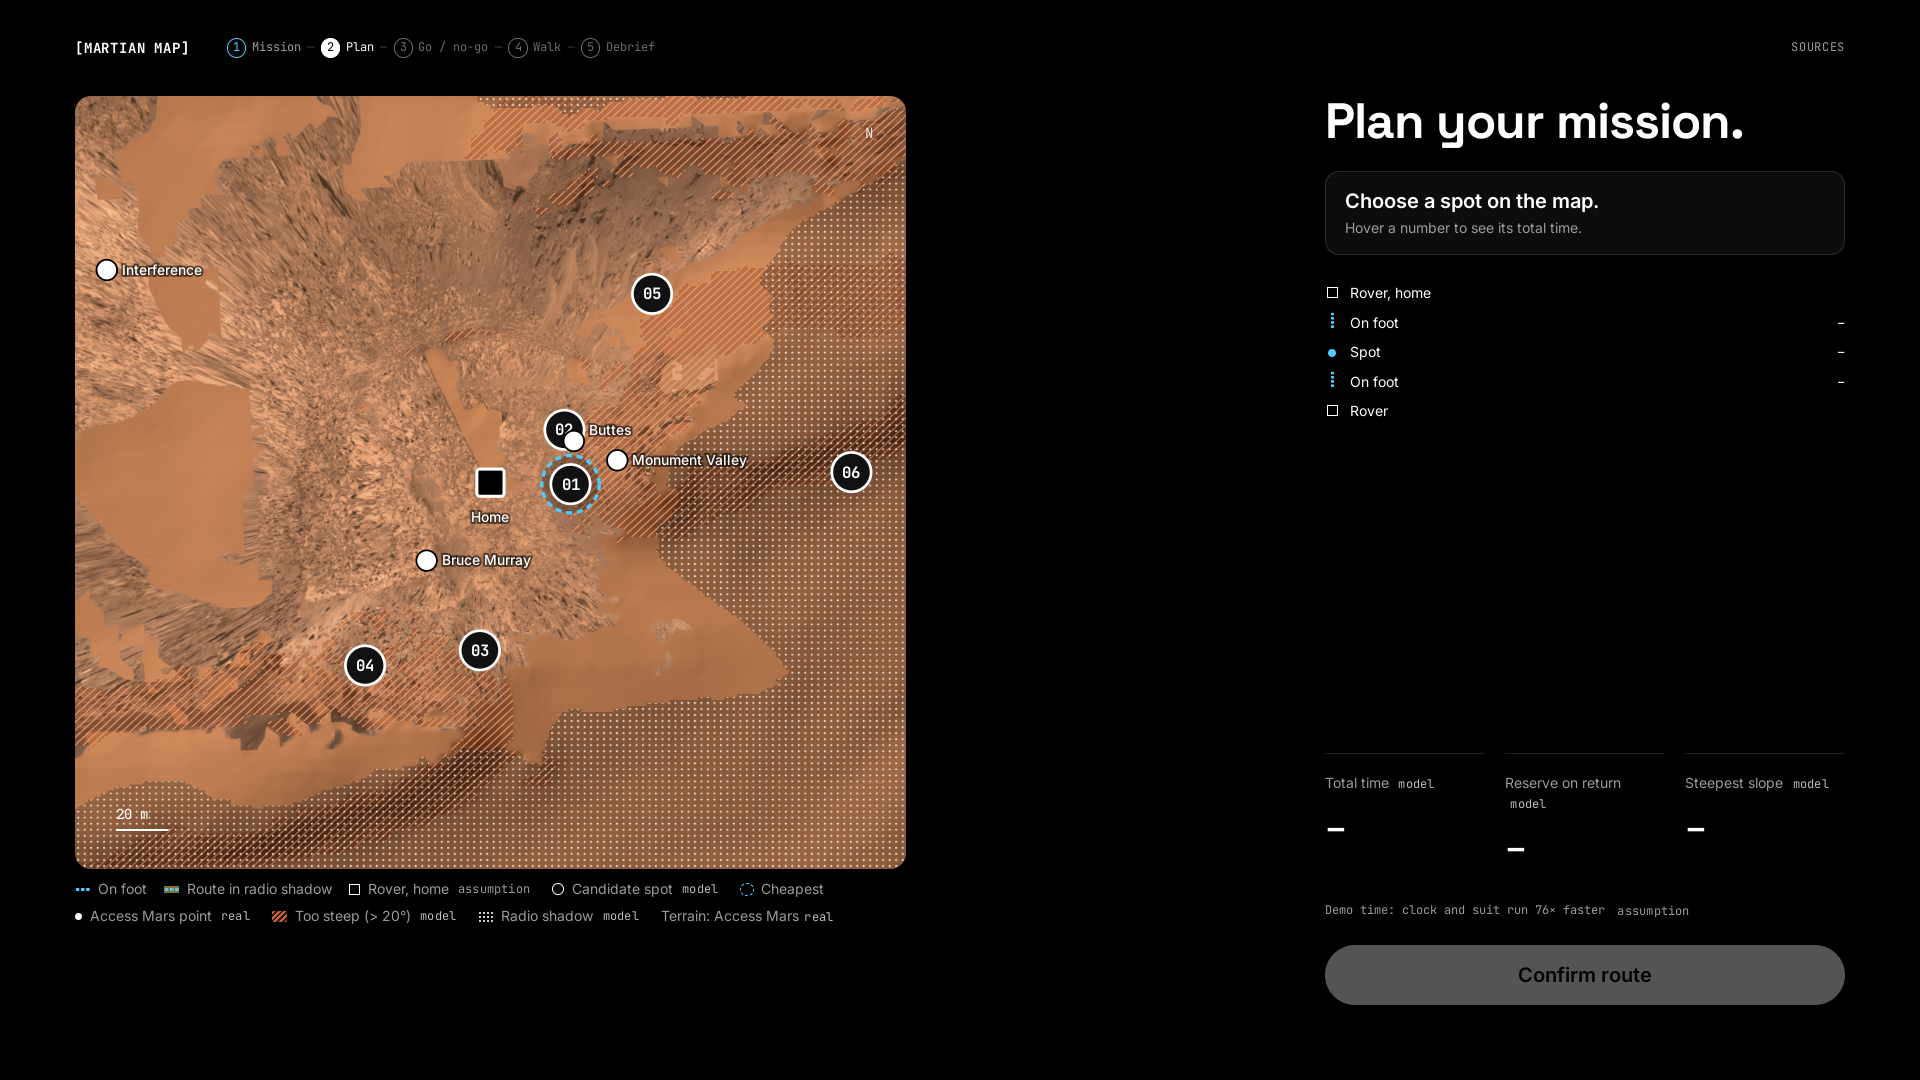 [MARTIAN MAP] 1 Mission – 2 Plan – 3 Go / no-go – 4 Walk – 5 Debrief SOURCES
N
Interference
05
02 Buttes
Monument Valley
06
01
Home
Bruce Murray
03
04
20 m
On foot Route in radio shadow Rover, home assumption Candidate spot model Cheapest
Access Mars point real Too steep (> 20°) model Radio shadow model Terrain: Access Mars real
Plan your mission.
Choose a spot on the map.
Hover a number to see its total time.
Rover, home
On foot –
Spot –
On foot –
Rover
Total time model
–
Reserve on return
model
–
Steepest slope model
–
Demo time: clock and suit run 76× faster assumption
Confirm route